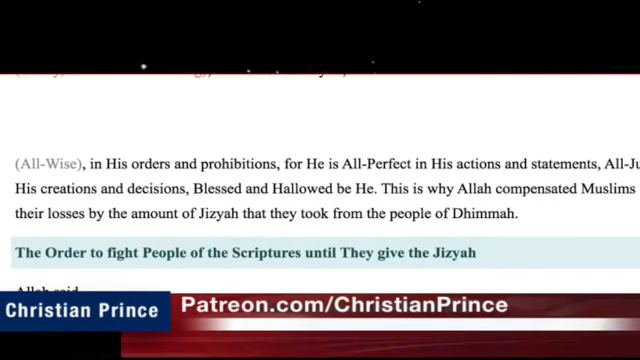 (All-Wise), in His orders and prohibitions, for He is All-Perfect in His actions and statements, All-Ju
His creations and decisions, Blessed and Hallowed be He. This is why Allah compensated Muslims
their losses by the amount of Jizyah that they took from the people of Dhimmah.
The Order to fight People of the Scriptures until They give the Jizyah
Allah said
Christian Prince
Patreon.com/ChristianPrince